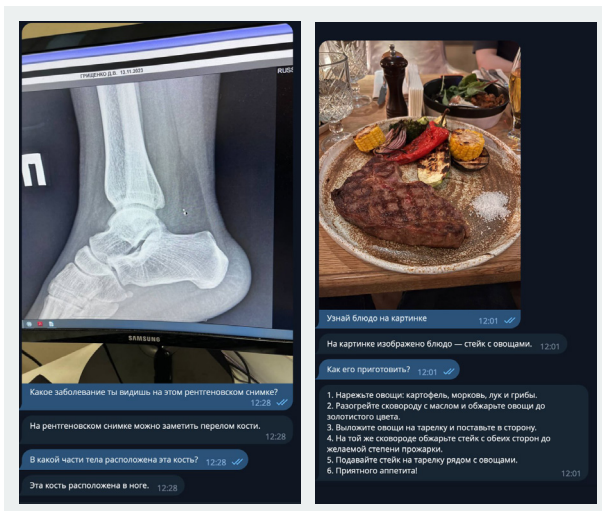 ГРИЩЕНКО Д.В. 13.11.2023
RUSS
П
SAMSUNG
Какое заболевание ты видишь на этом рентгеновском снимке?
12:28
На рентгеновском снимке можно заметить перелом кости.
12:28
В какой части тела расположена эта кость? 12:28
Эта кость расположена в ноге. 12:28
Узнай блюдо на картинке
12:01
На картинке изображено блюдо — стейк с овощами. 12:01
Как его приготовить? 12:01
1. Нарежьте овощи: картофель, морковь, лук и грибы.
2. Разогрейте сковороду с маслом и обжарьте овощи до
золотистого цвета.
3. Выложите овощи на тарелку и поставьте в сторону.
4. На той же сковороде обжарьте стейк с обеих сторон до
желаемой степени прожарки.
5. Подавайте стейк на тарелку рядом с овощами.
6. Приятного аппетита!
12:01